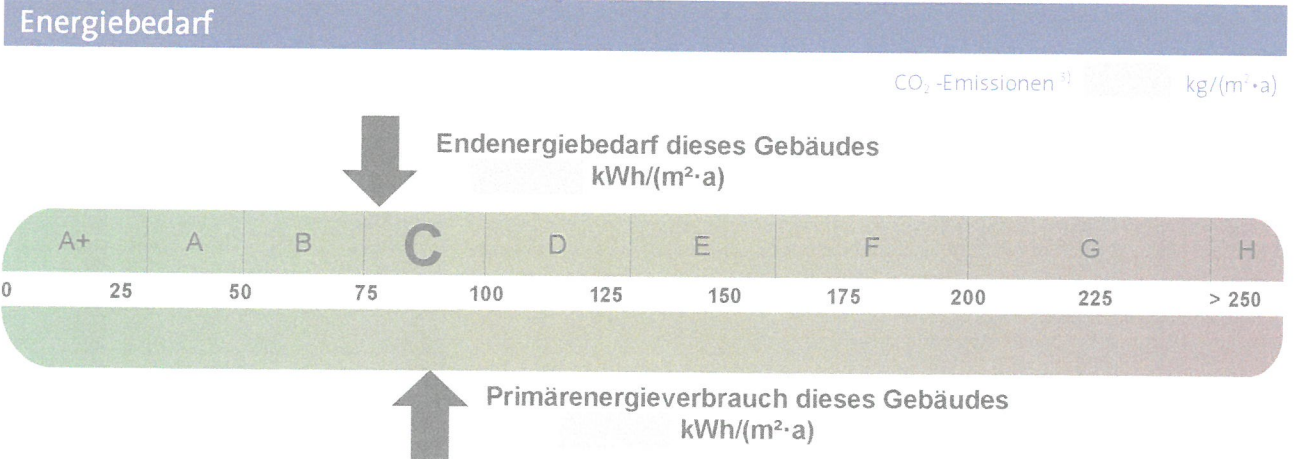 Energiebedarf
CO₂ -Emissionen ³⁾ kg/(m²•a)
Endenergiebedarf dieses Gebäudes
kWh/(m²·a)
A+ A B C D E F G H
0 25 50 75 100 125 150 175 200 225 > 250
Primärenergieverbrauch dieses Gebäudes
kWh/(m²·a)